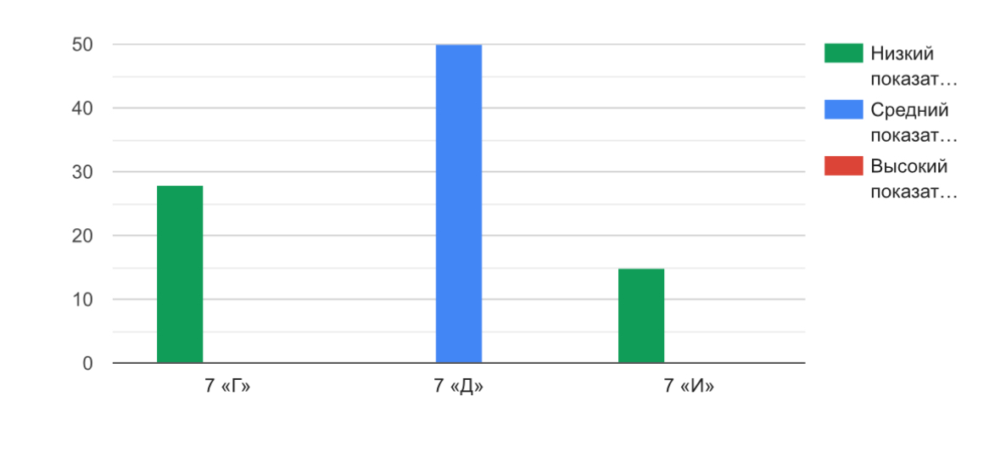 50
40
30
20
10
0
7 «Г»
7 «Д»
7 «И»
Низкий
показат…
Средний
показат…
Высокий
показат…